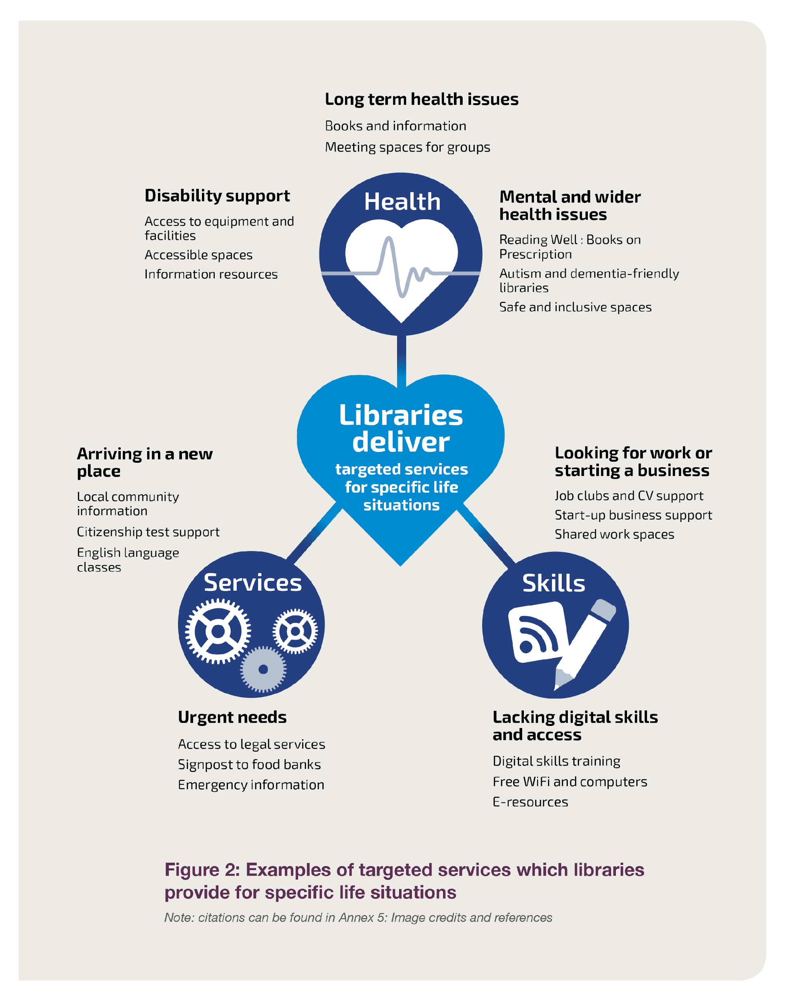 Long term health issues
Books and information
Meeting spaces for groups
Disability support
Access to equipment and
facilities
Accessible spaces
Information resources
Health
Mental and wider
health issues
Reading Well : Books on
Prescription
Autism and dementia-friendly
libraries
Safe and inclusive spaces
Libraries
deliver
targeted services
for specific life
situations
Arriving in a new
place
Local community
information
Citizenship test support
English language
classes
Looking for work or
starting a business
Job clubs and CV support
Start-up business support
Shared work spaces
Services
Skills
Urgent needs
Access to legal services
Signpost to food banks
Emergency information
Lacking digital skills
and access
Digital skills training
Free WiFi and computers
E-resources
Figure 2: Examples of targeted services which libraries
provide for specific life situations
Note: citations can be found in Annex 5: Image credits and references